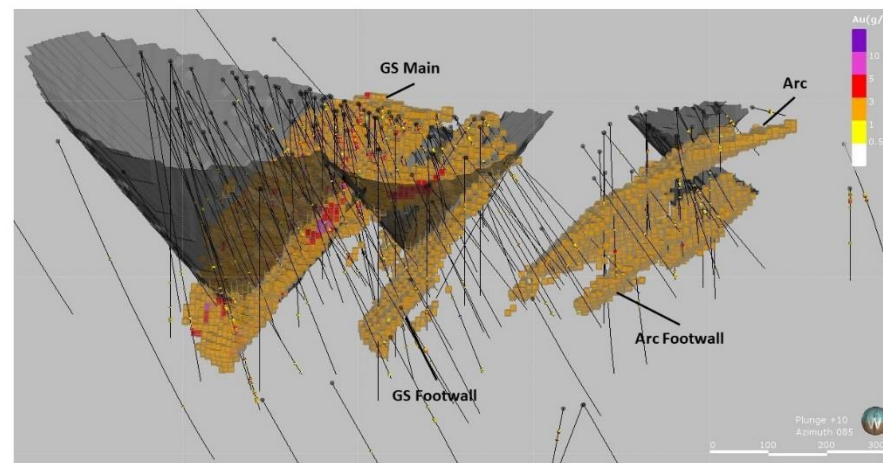 Au(g/
10
5
3
1
0.5
GS Main
Arc
Arc Footwall
GS Footwall
Plunge +10
Azimuth 085
0 100 200 300